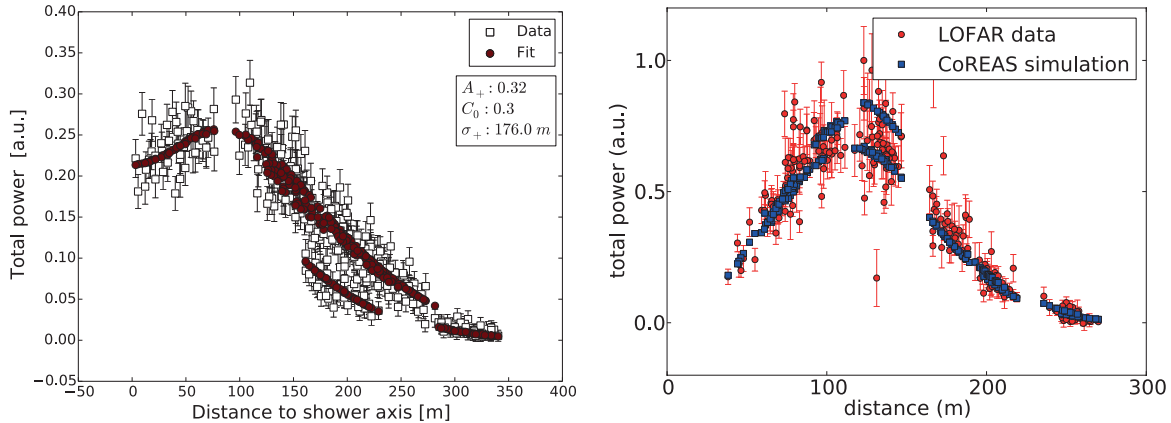 0.40
0.35
0.30
0.25
0.20
0.15
0.10
0.05
0.00
−0.05
Total power [a.u.]
Data
Fit
A+ : 0.32
C0 : 0.3
σ+ : 176.0 m
−50 0 50 100 150 200 250 300 350 400
Distance to shower axis [m]
1.0
0.5
0.0
total power (a.u.)
LOFAR data
CoREAS simulation
0 100 200 300
distance (m)